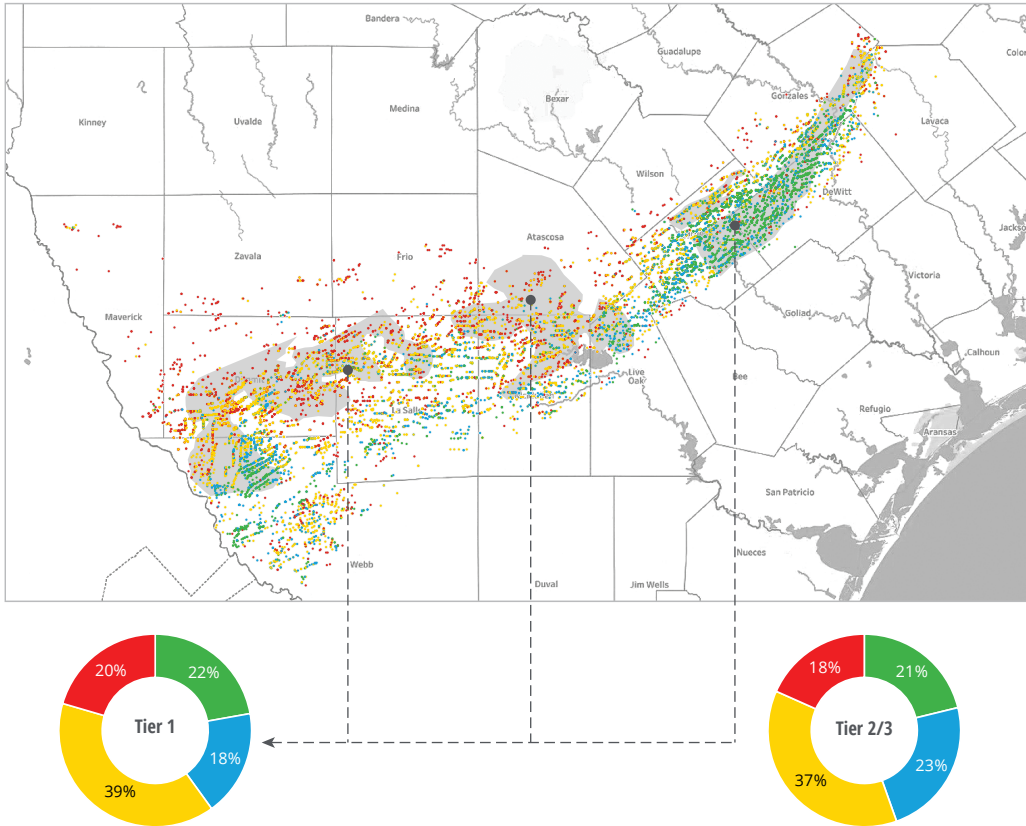 Bandera
Guadalupe
Color
Kinney
Uvalde
Medina
Bexar
Gonzales
Lavaca
Wilson
DeWitt
Jackso
Zavala
Frio
Atascosa
Victoria
Maverick
Goliad
Calhoun
La Salle
Live
Oak
Bee
Refugio
Aransas
San Patricio
Nueces
Webb
Duval
Jim Wells
20%
22%
Tier 1
18%
39%
18%
21%
Tier 2/3
23%
37%